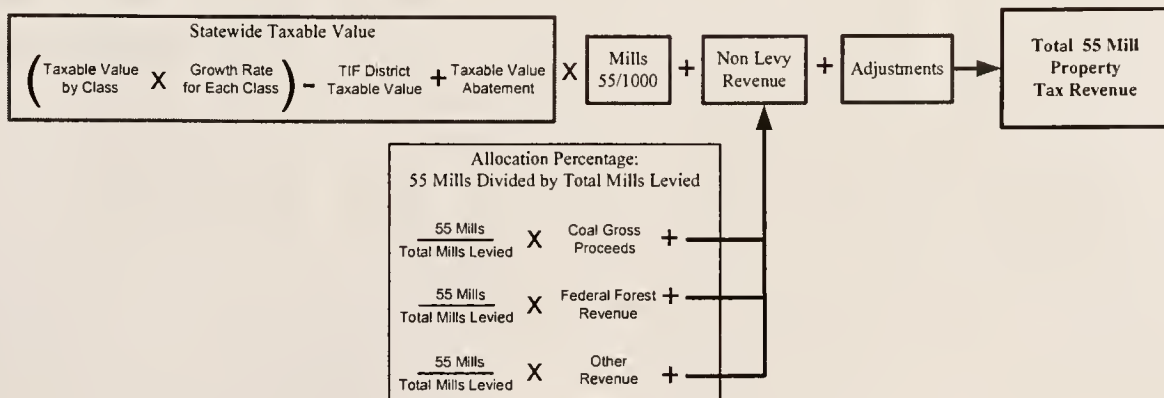 Statewide Taxable Value
( Taxable Value by Class X Growth Rate for Each Class ) - TIF District Taxable Value + Taxable Value Abatement X Mills 55/1000 + Non Levy Revenue + Adjustments Total 55 Mill Property Tax Revenue
Allocation Percentage:
55 Mills Divided by Total Mills Levied
55 Mills
Total Mills Levied
X
Coal Gross
Proceeds
+
55 Mills
Total Mills Levied
X
Federal Forest
Revenue
+
55 Mills
Total Mills Levied
X
Other
Revenue
+